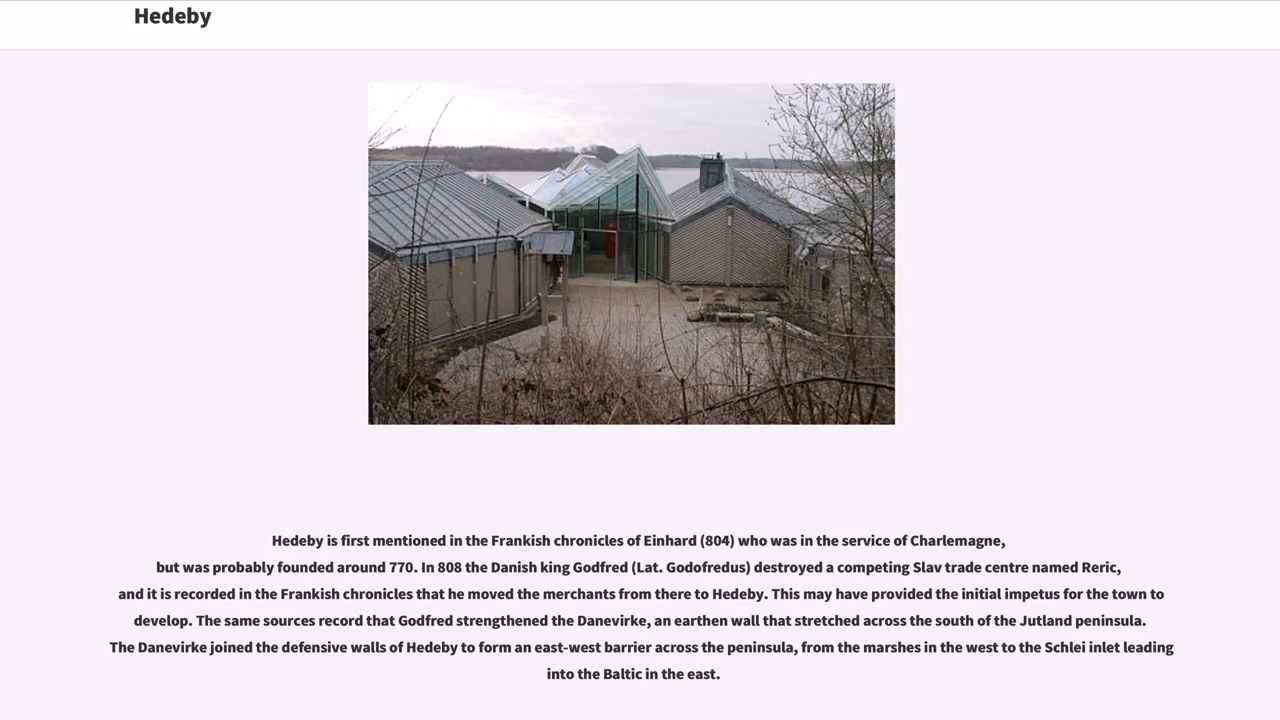 Hedeby
Hedeby is first mentioned in the Frankish chronicles of Einhard (804) who was in the service of Charlemagne,
but was probably founded around 770. In 808 the Danish king Godfred (Lat. Godofredus) destroyed a competing Slav trade centre named Reric,
and it is recorded in the Frankish chronicles that he moved the merchants from there to Hedeby. This may have provided the initial impetus for the town to
develop. The same sources record that Godfred strengthened the Danevirke, an earthen wall that stretched across the south of the Jutland peninsula.
The Danevirke joined the defensive walls of Hedeby to form an east-west barrier across the peninsula, from the marshes in the west to the Schlei inlet leading
into the Baltic in the east.